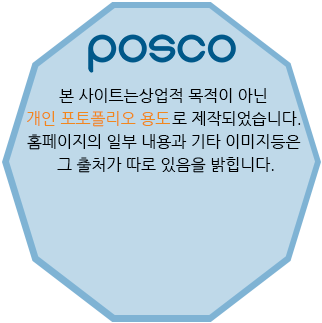 posco
본 사이트는상업적 목적이 아닌
개인 포토폴리오 용도로 제작되었습니다.
홈페이지의 일부 내용과 기타 이미지등은
그 출처가 따로 있음을 밝힙니다.